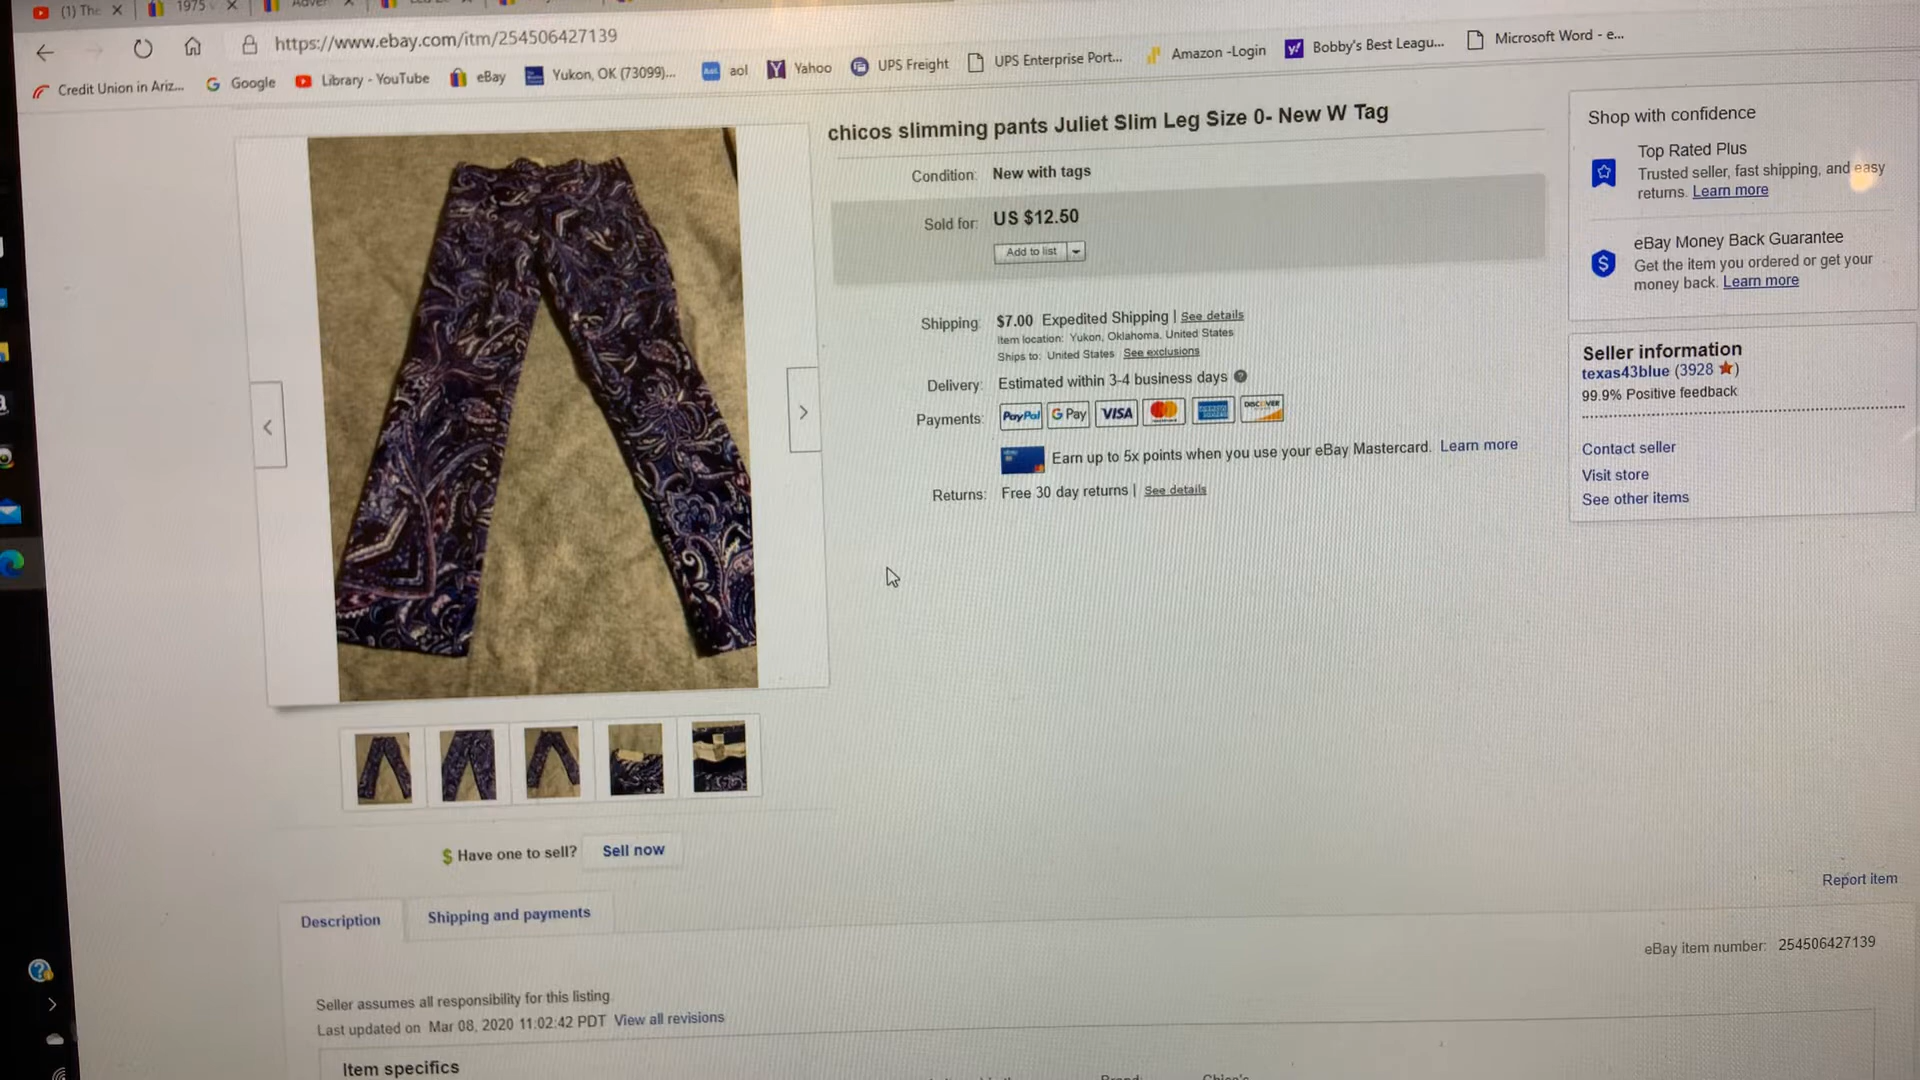 (1) The
1975
https://www.ebay.com/itm/254506427139
Credit Union in Ariz...
Google
Library - YouTube
eBay
Yukon, OK (73099)...
aol
Yahoo
UPS Freight
UPS Enterprise Port...
Amazon -Login
Bobby's Best Leagu...
Microsoft Word - e...
chicos slimming pants Juliet Slim Leg Size 0- New W Tag
Condition: New with tags
Sold for: US $12.50
Add to list
Shipping: $7.00 Expedited Shipping | See details
Item location: Yukon, Oklahoma, United States
Ships to: United States See exclusions
Delivery: Estimated within 3-4 business days
Payments: PayPal G Pay VISA DISCOVER
Earn up to 5x points when you use your eBay Mastercard. Learn more
Returns: Free 30 day returns | See details
Shop with confidence
Top Rated Plus
Trusted seller, fast shipping, and easy
returns. Learn more
eBay Money Back Guarantee
Get the item you ordered or get your
money back. Learn more
Seller information
texas43blue (3928 ★)
99.9% Positive feedback
Contact seller
Visit store
See other items
$ Have one to sell? Sell now
Report item
Description
Shipping and payments
eBay item number: 254506427139
Seller assumes all responsibility for this listing.
Last updated on Mar 08, 2020 11:02:42 PDT View all revisions
Item specifics